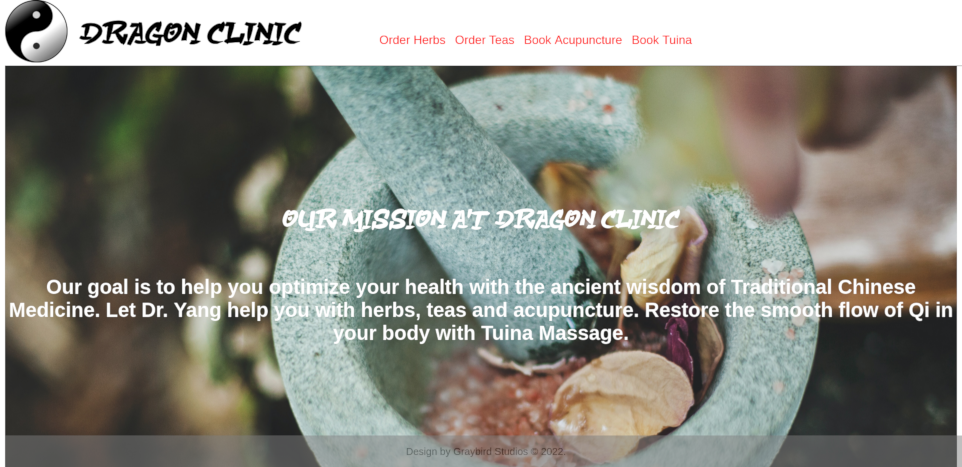 DRAGON CLINIC
Order Herbs Order Teas Book Acupuncture Book Tuina
OUR MISSION AT DRAGON CLINIC
Our goal is to help you optimize your health with the ancient wisdom of Traditional Chinese
Medicine. Let Dr. Yang help you with herbs, teas and acupuncture. Restore the smooth flow of Qi in
your body with Tuina Massage.
Design by Graybird Studios © 2022.